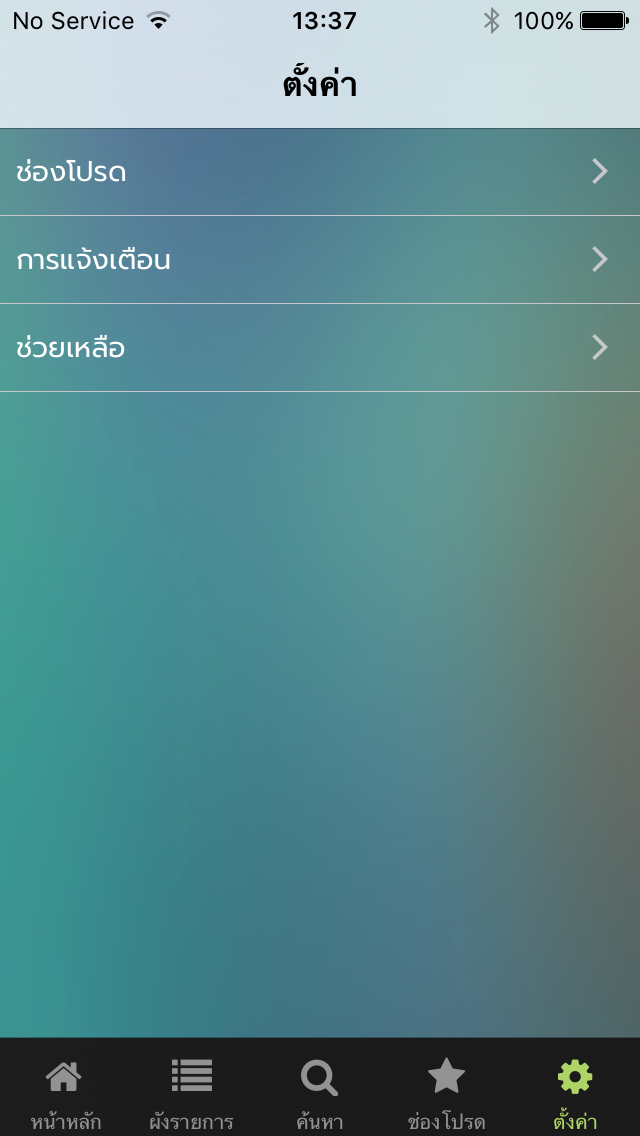 No Service 13:37 100%
ตั้งค่า
ช่องโปรด
การแจ้งเตือน
ช่วยเหลือ
หน้าหลัก ผังรายการ ค้นหา ช่องโปรด ตั้งค่า